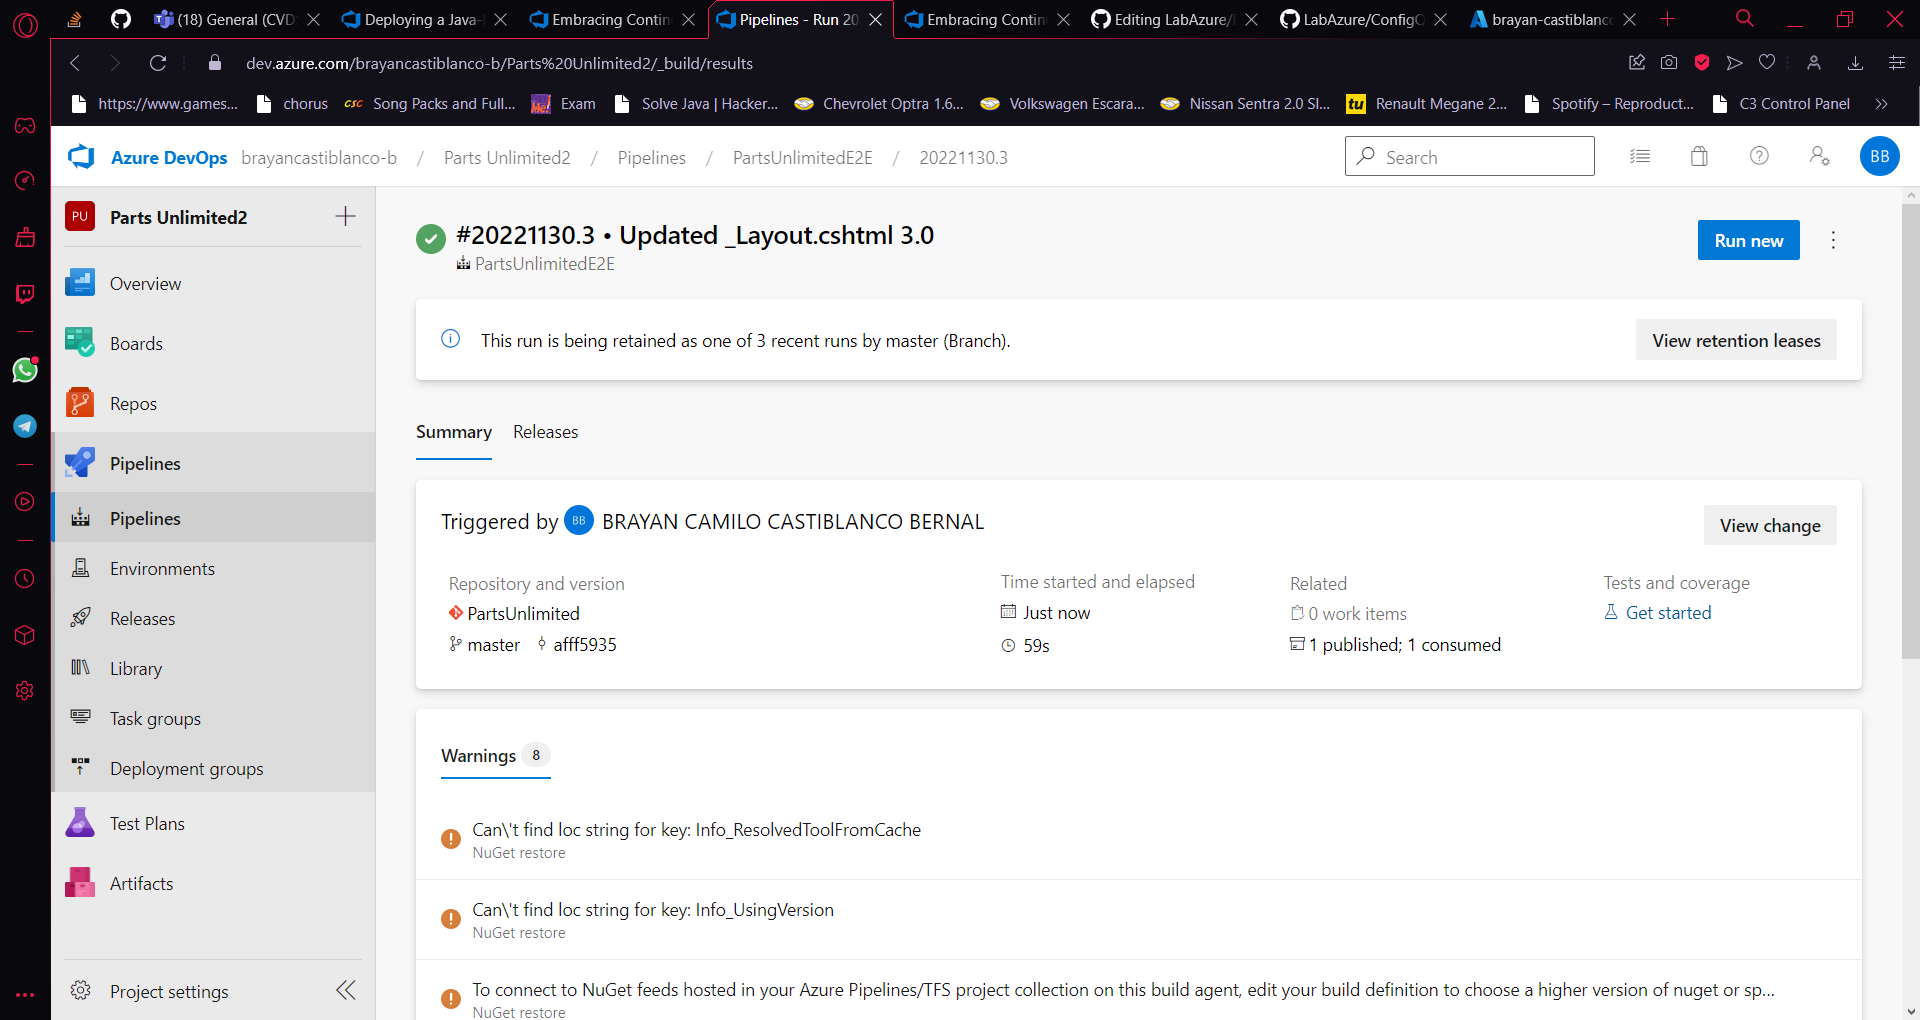 (18) General (CVD
Deploying a Java-
Embracing Contin
Pipelines - Run 20
Embracing Contin
Editing LabAzure/
LabAzure/ConfigQ
brayan-castiblanc
dev.azure.com/brayancastiblanco-b/Parts%20Unlimited2/_build/results
https://www.games...
chorus
CSC Song Packs and Full...
Exam
Solve Java | Hacker...
Chevrolet Optra 1.6...
Volkswagen Escara...
Nissan Sentra 2.0 Sl...
tu Renault Megane 2...
Spotify – Reproduct...
C3 Control Panel
Azure DevOps brayancastiblanco-b / Parts Unlimited2 / Pipelines / PartsUnlimitedE2E / 20221130.3
Search
BB
PU Parts Unlimited2
Overview
Boards
Repos
Pipelines
Pipelines
Environments
Releases
Library
Task groups
Deployment groups
Test Plans
Artifacts
Project settings
#20221130.3 • Updated _Layout.cshtml 3.0
PartsUnlimitedE2E
Run new
This run is being retained as one of 3 recent runs by master (Branch).
View retention leases
Summary
Releases
Triggered by BB BRAYAN CAMILO CASTIBLANCO BERNAL
View change
Repository and version
PartsUnlimited
master afff5935
Time started and elapsed
Just now
59s
Related
0 work items
1 published; 1 consumed
Tests and coverage
Get started
Warnings 8
Can\'t find loc string for key: Info_ResolvedToolFromCache
NuGet restore
Can\'t find loc string for key: Info_UsingVersion
NuGet restore
To connect to NuGet feeds hosted in your Azure Pipelines/TFS project collection on this build agent, edit your build definition to choose a higher version of nuget or sp...
NuGet restore